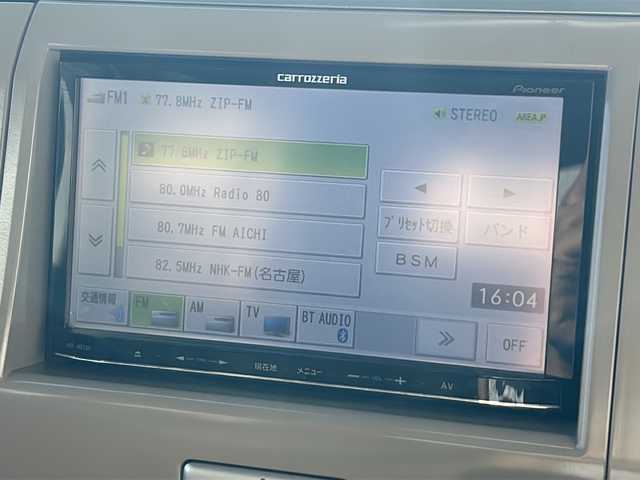 carrozzeria
Pioneer
FM1 77.8MHz ZIP-FM
STEREO AREA.P
77.8MHz ZIP-FM
80.0MHz Radio 80
80.7MHz FM AICHI
82.5MHz NHK-FM(名古屋)
◀ ▶
プリセット切換 バンド
BSM
16:04
交通情報 FM AM TV BT AUDIO OFF
現在地 メニュー − + AV